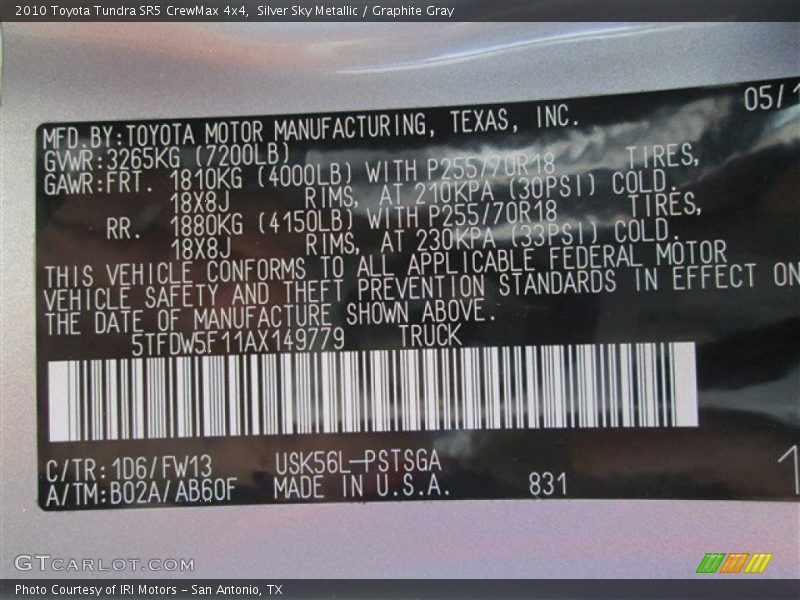 2010 Toyota Tundra SR5 CrewMax 4x4, Silver Sky Metallic / Graphite Gray
05/1
MFD.BY:TOYOTA MOTOR MANUFACTURING, TEXAS, INC.
GVWR:3265KG (7200LB)
GAWR:FRT. 1810KG (4000LB) WITH P255/70R18 TIRES,
18X8J RIMS, AT 210KPA (30PSI) COLD.
RR. 1880KG (4150LB) WITH P255/70R18 TIRES,
18X8J RIMS, AT 230KPA (33PSI) COLD.
THIS VEHICLE CONFORMS TO ALL APPLICABLE FEDERAL MOTOR
VEHICLE SAFETY AND THEFT PREVENTION STANDARDS IN EFFECT ON
THE DATE OF MANUFACTURE SHOWN ABOVE.
5TFDW5F11AX149779 TRUCK
C/TR:1D6/FW13 USK56L-PSTSGA
A/TM:B02A/AB60F MADE IN U.S.A. 831
1
GTCARLOT.COM
Photo Courtesy of IRI Motors - San Antonio, TX